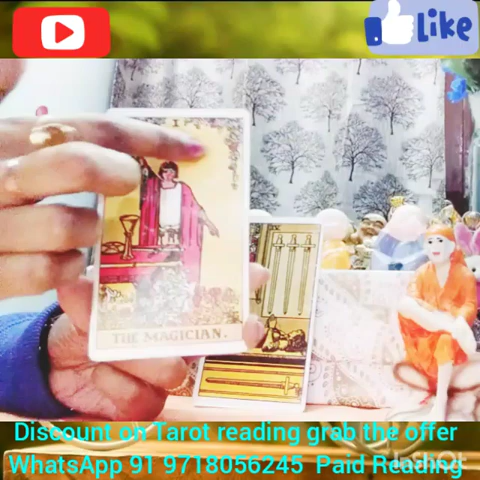 Like
I
THE MAGICIAN.
Discount on Tarot reading grab the offer
WhatsApp 91 9718056245 Paid Reading